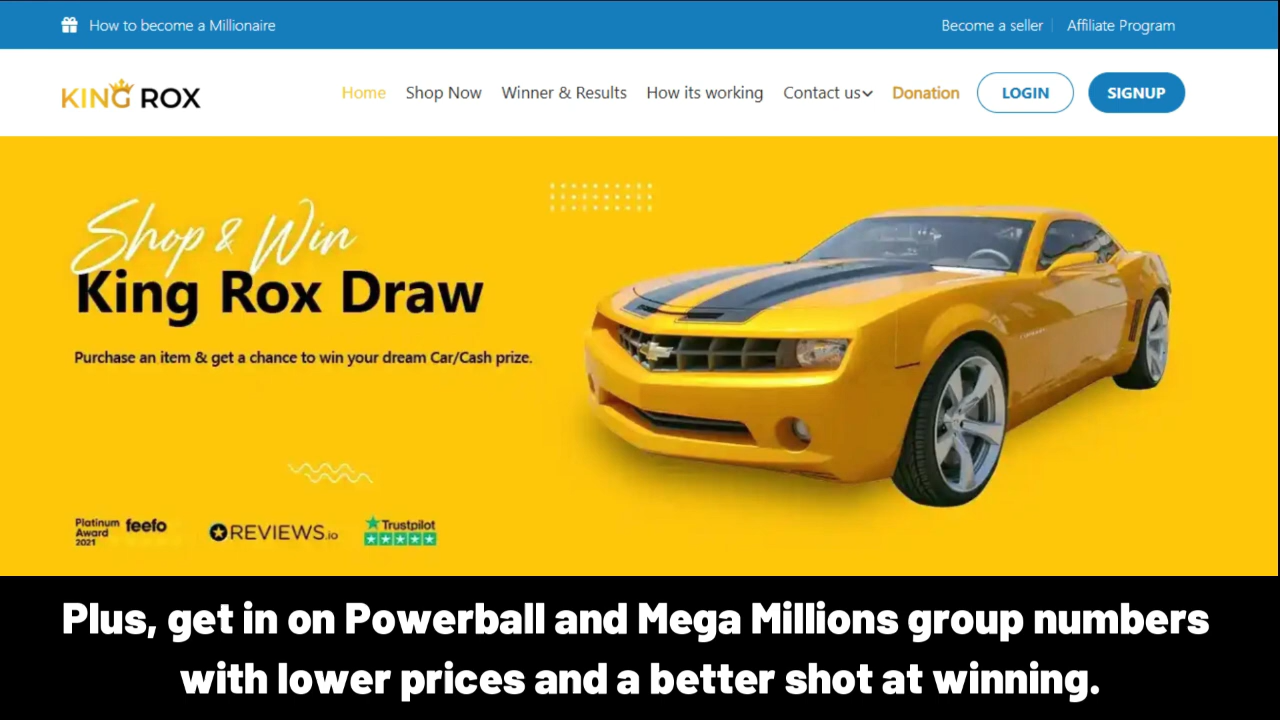 How to become a Millionaire
Become a seller
Affiliate Program
KING ROX
Home
Shop Now
Winner & Results
How its working
Contact us
Donation
LOGIN
SIGNUP
Shop & Win
King Rox Draw
Purchase an item & get a chance to win your dream Car/Cash prize.
Platinum
Award
2021
feefo
REVIEWS.io
Trustpilot
Plus, get in on Powerball and Mega Millions group numbers
with lower prices and a better shot at winning.